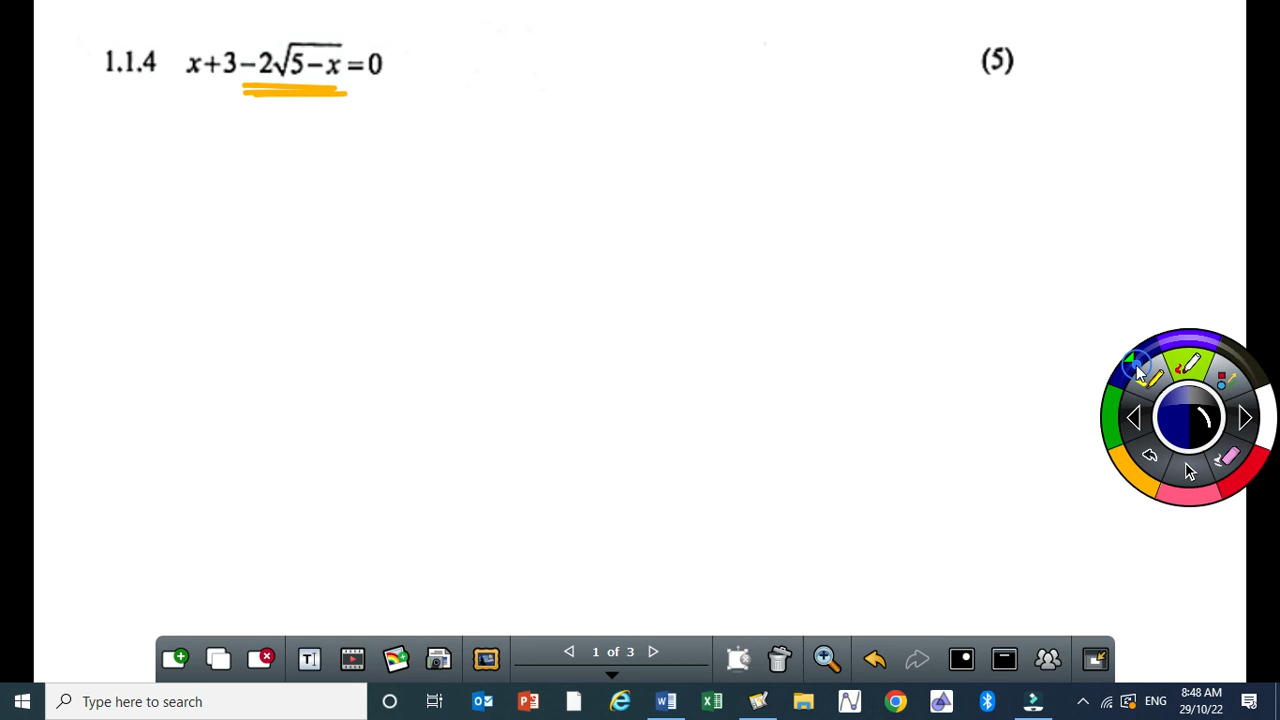 1.1.4 x+3−2√5−x=0 (5)
T
1 of 3
Type here to search
ENG
8:48 AM
29/10/22